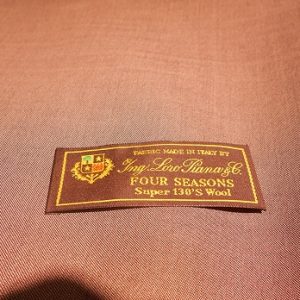 FABRIC MADE IN ITALY BY
Ing. Loro Piana & C.
FOUR SEASONS
Super 130'S Wool